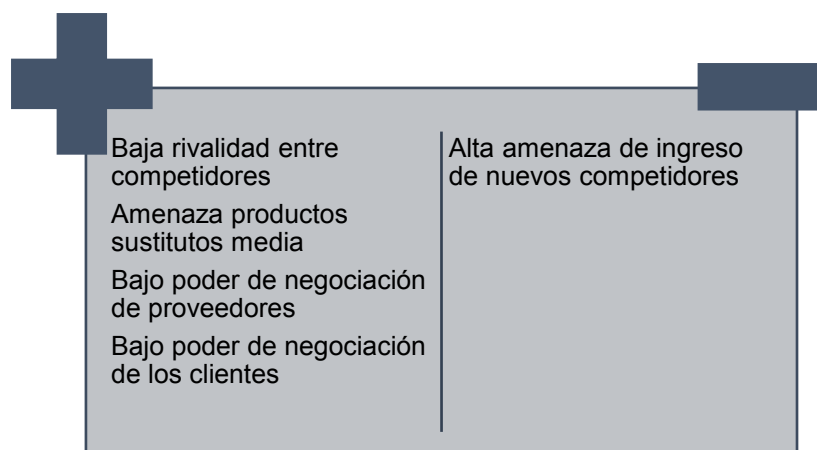 Baja rivalidad entre
competidores
Amenaza productos
sustitutos media
Bajo poder de negociación
de proveedores
Bajo poder de negociación
de los clientes
Alta amenaza de ingreso
de nuevos competidores